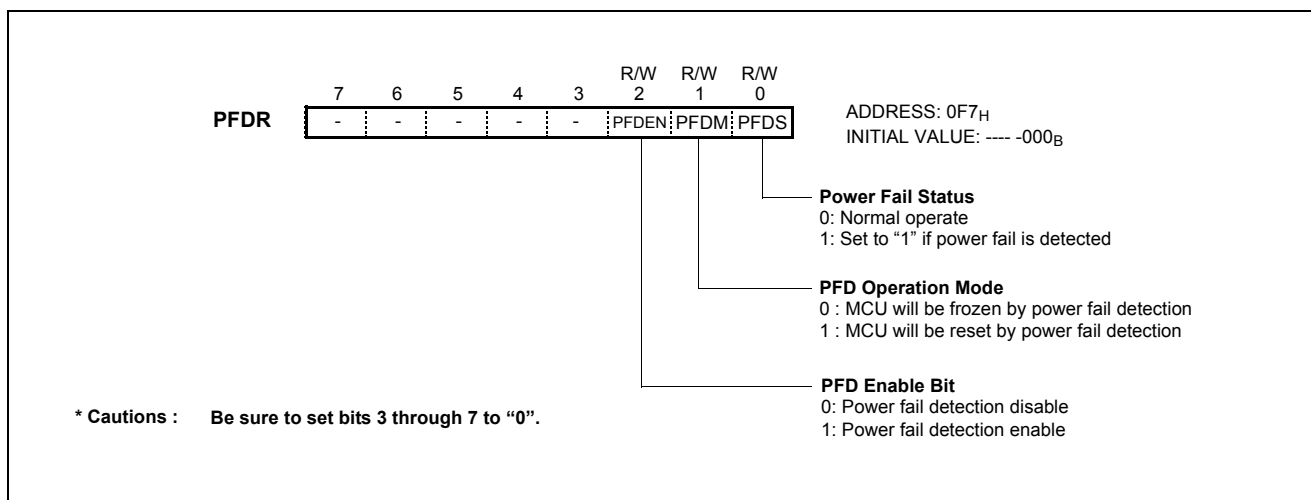 R/W R/W R/W
7 6 5 4 3 2 1 0
PFDR - - - - - PFDEN PFDM PFDS
ADDRESS: 0F7H
INITIAL VALUE: ---- -000B
Power Fail Status
0: Normal operate
1: Set to “1” if power fail is detected
PFD Operation Mode
0 : MCU will be frozen by power fail detection
1 : MCU will be reset by power fail detection
PFD Enable Bit
0: Power fail detection disable
1: Power fail detection enable
* Cautions : Be sure to set bits 3 through 7 to “0”.